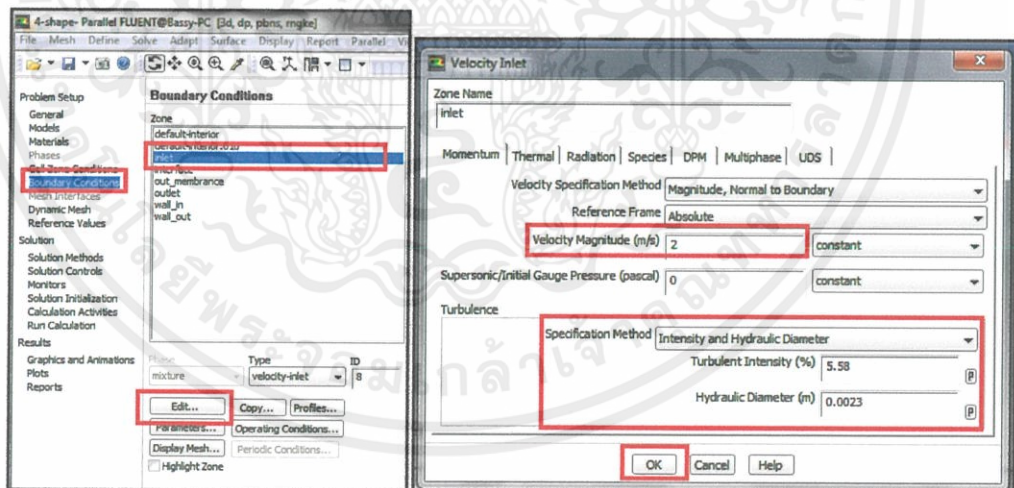 4-shape- Parallel FLUENT@Bassy-PC [3d, dp, pbns, rngke]
File Mesh Define Solve Adapt Surface Display Report Parallel Vi
Problem Setup
General
Models
Materials
Phases
Cell Zone Conditions
Boundary Conditions
Mesh Interfaces
Dynamic Mesh
Reference Values
Solution
Solution Methods
Solution Controls
Monitors
Solution Initialization
Calculation Activities
Run Calculation
Results
Graphics and Animations
Plots
Reports
Boundary Conditions
Zone
default-interior
default-interior:010
inlet
interface
out_membrance
outlet
wall_in
wall_out
Phase Type ID
mixture velocity-inlet 8
Edit... Copy... Profiles...
Parameters... Operating Conditions...
Display Mesh... Periodic Conditions...
Highlight Zone
Velocity Inlet
Zone Name
inlet
Momentum Thermal Radiation Species DPM Multiphase UDS
Velocity Specification Method Magnitude, Normal to Boundary
Reference Frame Absolute
Velocity Magnitude (m/s) 2 constant
Supersonic/Initial Gauge Pressure (pascal) 0 constant
Turbulence
Specification Method Intensity and Hydraulic Diameter
Turbulent Intensity (%) 5.58 P
Hydraulic Diameter (m) 0.0023 P
OK Cancel Help